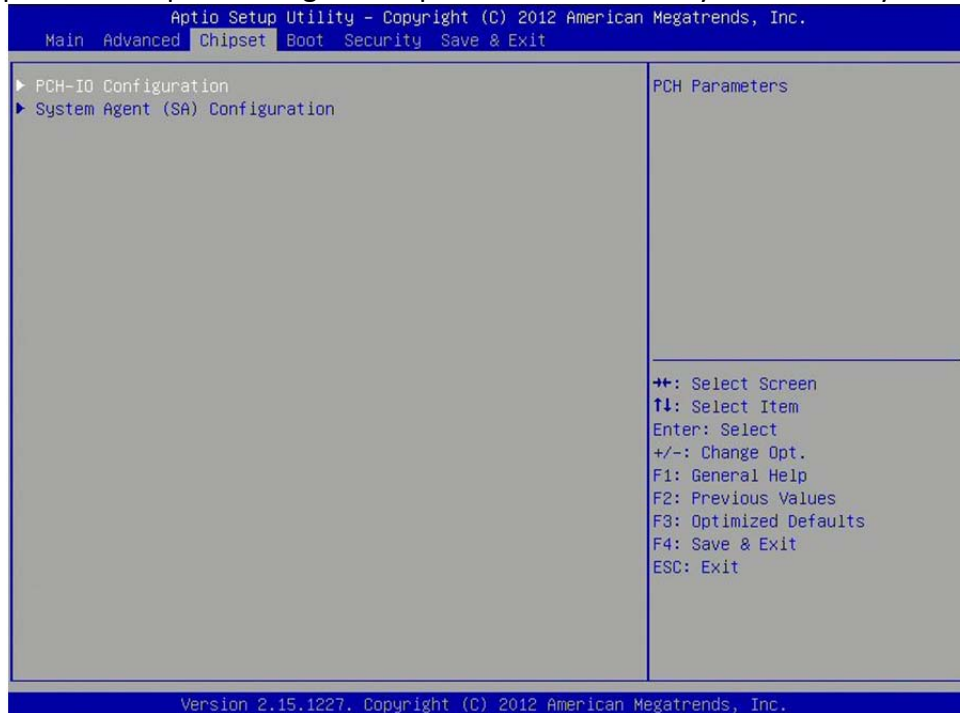 Aptio Setup Utility – Copyright (C) 2012 American Megatrends, Inc.
Main Advanced Chipset Boot Security Save & Exit
▶ PCH-IO Configuration
▶ System Agent (SA) Configuration
PCH Parameters
→←: Select Screen
↑↓: Select Item
Enter: Select
+/-: Change Opt.
F1: General Help
F2: Previous Values
F3: Optimized Defaults
F4: Save & Exit
ESC: Exit
Version 2.15.1227. Copyright (C) 2012 American Megatrends, Inc.